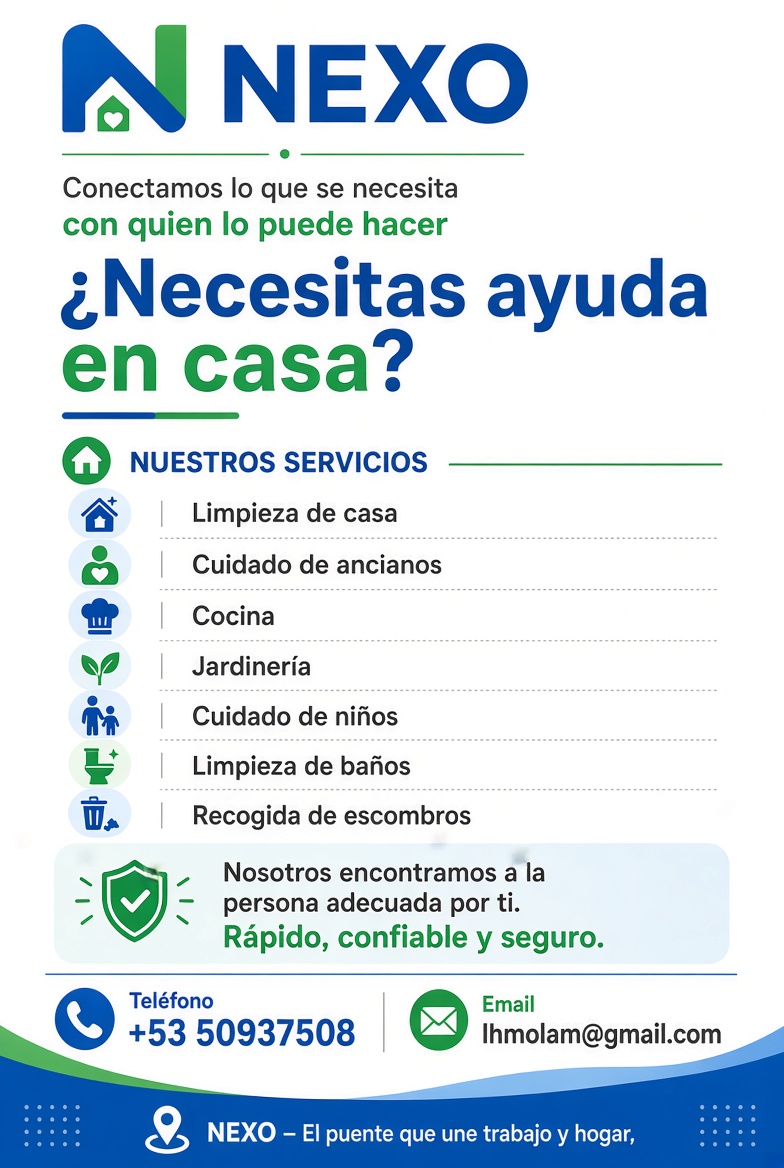 NEXO
Conectamos lo que se necesita
con quien lo puede hacer
¿Necesitas ayuda
en casa?
NUESTROS SERVICIOS
Limpieza de casa
Cuidado de ancianos
Cocina
Jardinería
Cuidado de niños
Limpieza de baños
Recogida de escombros
Nosotros encontramos a la
persona adecuada por ti.
Rápido, confiable y seguro.
Teléfono
+53 50937508
Email
lhmolam@gmail.com
NEXO – El puente que une trabajo y hogar,